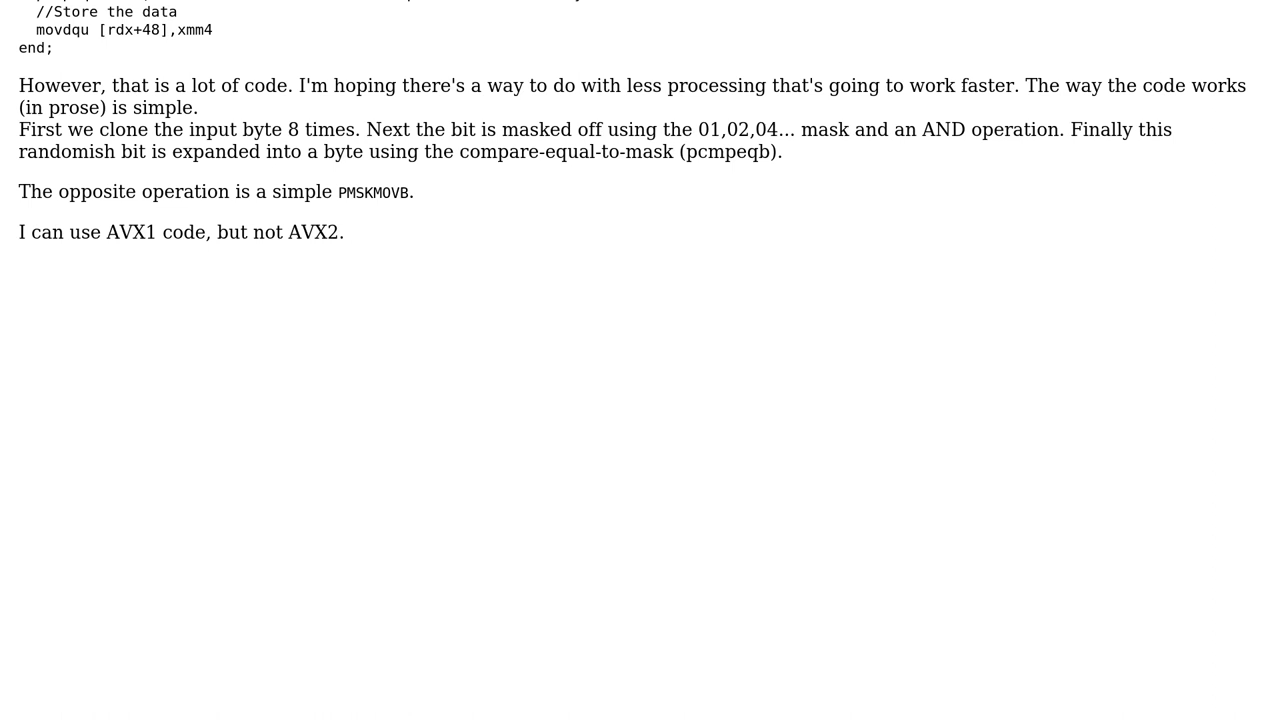 //Store the data
movdqu [rdx+48],xmm4
end;
However, that is a lot of code. I'm hoping there's a way to do with less processing that's going to work faster. The way the code works
(in prose) is simple.
First we clone the input byte 8 times. Next the bit is masked off using the 01,02,04... mask and an AND operation. Finally this
randomish bit is expanded into a byte using the compare-equal-to-mask (pcmpeqb).
The opposite operation is a simple PMSKMOVB.
I can use AVX1 code, but not AVX2.